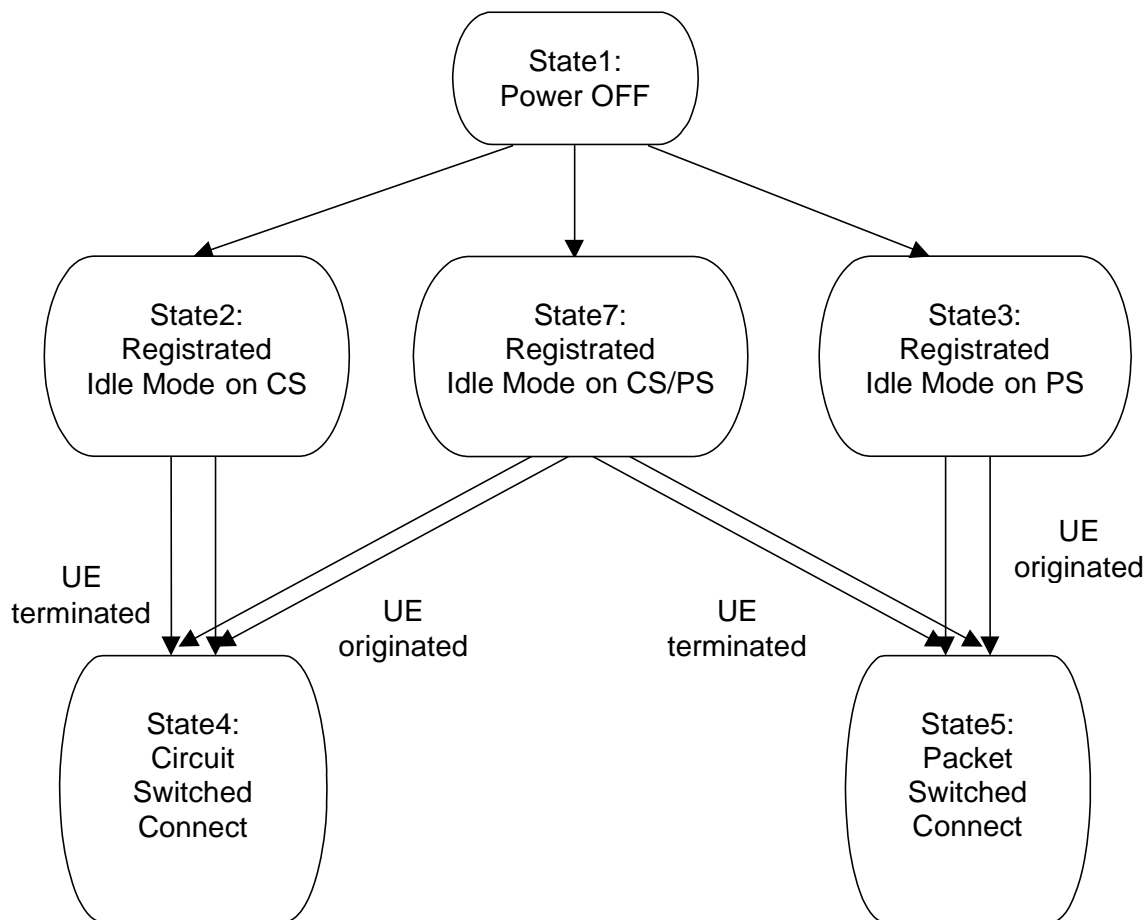 State1:
Power OFF
State2:
Registrated
Idle Mode on CS
State7:
Registrated
Idle Mode on CS/PS
State3:
Registrated
Idle Mode on PS
UE
terminated
UE
originated
UE
terminated
UE
originated
State4:
Circuit
Switched
Connect
State5:
Packet
Switched
Connect